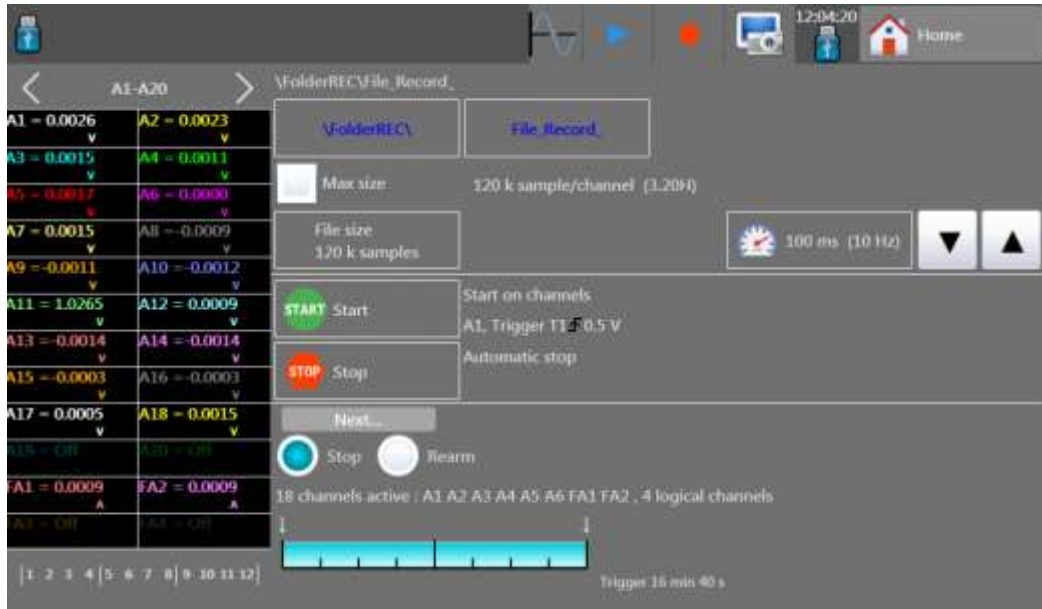 12:04:20
Home
A1-A20
\FolderREC\File_Record_
A1 = 0.0026 V
A2 = 0.0023 V
\FolderREC\
File_Record_
A3 = 0.0015 V
A4 = 0.0011 V
Max size
120 k sample/channel (3.20H)
A5 = 0.0017 V
A6 = 0.0000 V
A7 = 0.0015 V
A8 =-0.0009 V
File size
120 k samples
100 ms (10 Hz)
A9 =-0.0011 V
A10 =-0.0012 V
A11 = 1.0265 V
A12 = 0.0009 V
START Start
Start on channels
A1, Trigger T1 0.5 V
A13 =-0.0014 V
A14 =-0.0014 V
A15 =-0.0003 V
A16 =-0.0003 V
STOP Stop
Automatic stop
A17 = 0.0005 V
A18 = 0.0015 V
Next...
A19 = Off
A20 = Off
Stop
Rearm
FA1 = 0.0009 A
FA2 = 0.0009 A
18 channels active : A1 A2 A3 A4 A5 A6 FA1 FA2 , 4 logical channels
FA3 = Off
FA4 = Off
1 2 3 4 5 6 7 8 9 10 11 12
Trigger 16 min 40 s